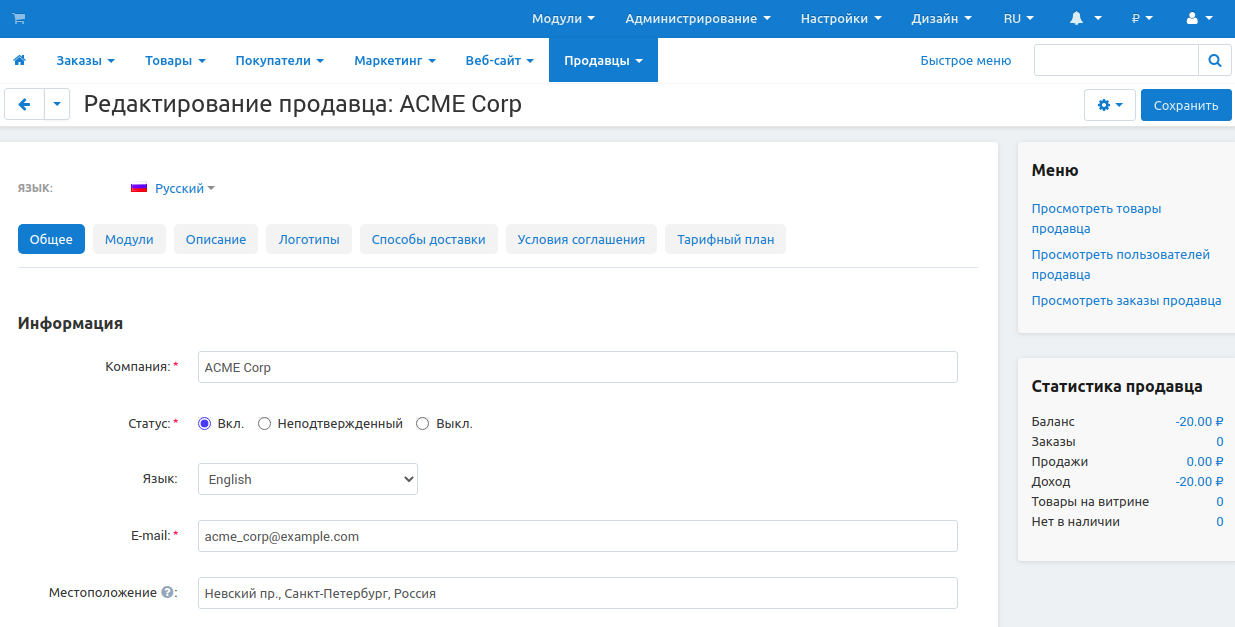 Модули Администрирование Настройки Дизайн RU ₽
Заказы Товары Покупатели Маркетинг Веб-сайт Продавцы Быстрое меню
Редактирование продавца: ACME Corp Сохранить
ЯЗЫК: Русский
Общее Модули Описание Логотипы Способы доставки Условия соглашения Тарифный план
Информация
Компания: * ACME Corp
Статус: * Вкл. Неподтвержденный Выкл.
Язык: English
E-mail: * acme_corp@example.com
Местоположение ?: Невский пр., Санкт-Петербург, Россия
Меню
Просмотреть товары
продавца
Просмотреть пользователей
продавца
Просмотреть заказы продавца
Статистика продавца
Баланс -20.00 ₽
Заказы 0
Продажи 0.00 ₽
Доход -20.00 ₽
Товары на витрине 0
Нет в наличии 0